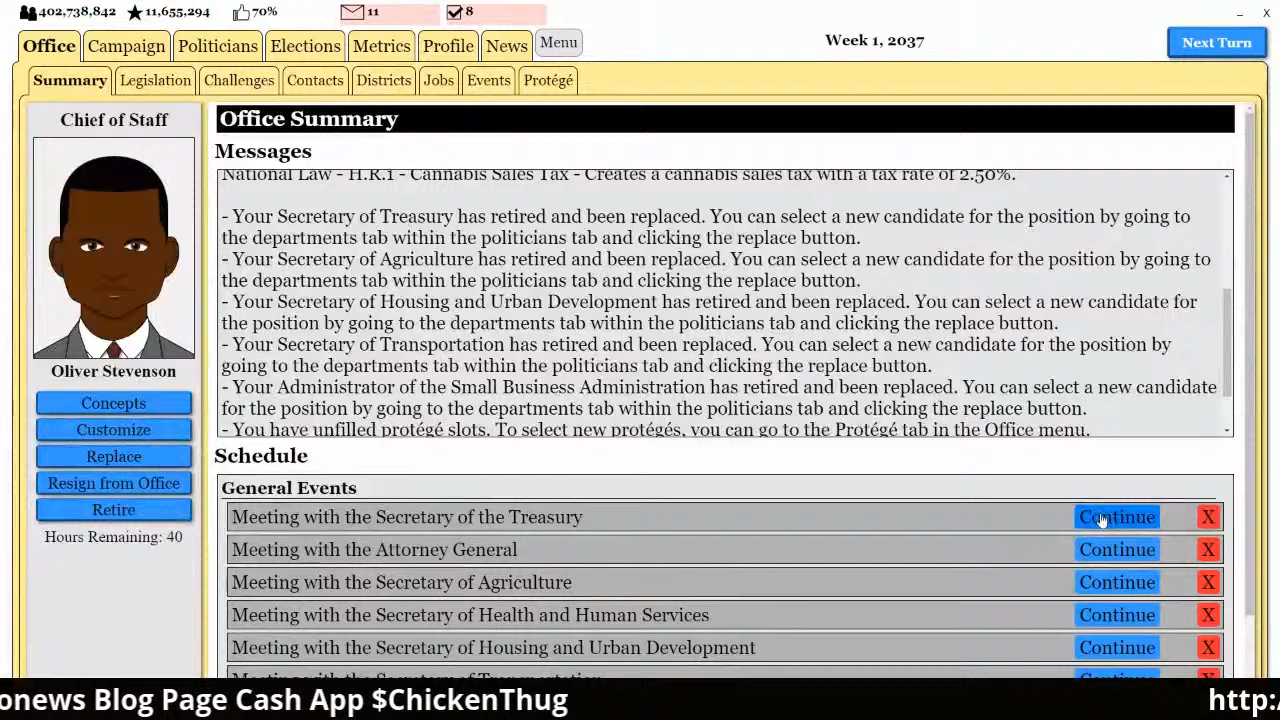 402,738,842 11,655,294 70% 11 8
_ X
Office Campaign Politicians Elections Metrics Profile News Menu
Week 1, 2037
Next Turn
Summary Legislation Challenges Contacts Districts Jobs Events Protégé
Chief of Staff
Oliver Stevenson
Concepts
Customize
Replace
Resign from Office
Retire
Hours Remaining: 40
Office Summary
Messages
National Law - H.R.1 - Cannabis Sales Tax - Creates a cannabis sales tax with a tax rate of 2.50%.
- Your Secretary of Treasury has retired and been replaced. You can select a new candidate for the position by going to
the departments tab within the politicians tab and clicking the replace button.
- Your Secretary of Agriculture has retired and been replaced. You can select a new candidate for the position by going to
the departments tab within the politicians tab and clicking the replace button.
- Your Secretary of Housing and Urban Development has retired and been replaced. You can select a new candidate for
the position by going to the departments tab within the politicians tab and clicking the replace button.
- Your Secretary of Transportation has retired and been replaced. You can select a new candidate for the position by
going to the departments tab within the politicians tab and clicking the replace button.
- Your Administrator of the Small Business Administration has retired and been replaced. You can select a new candidate
for the position by going to the departments tab within the politicians tab and clicking the replace button.
- You have unfilled protégé slots. To select new protégés, you can go to the Protégé tab in the Office menu.
Schedule
General Events
Meeting with the Secretary of the Treasury Continue X
Meeting with the Attorney General Continue X
Meeting with the Secretary of Agriculture Continue X
Meeting with the Secretary of Health and Human Services Continue X
Meeting with the Secretary of Housing and Urban Development Continue X
Meeting with the Secretary of Transportation Continue X
onews Blog Page Cash App $ChickenThug http: